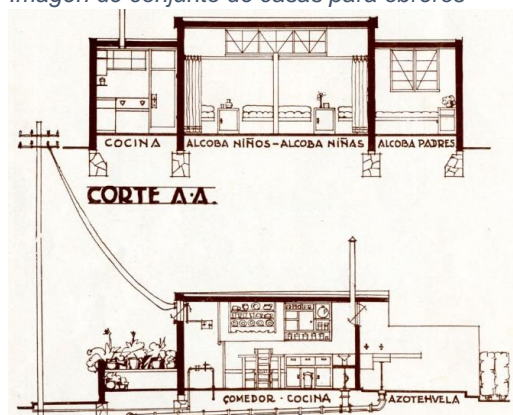 Imagen de conjunto de casas para obreros
COCINA
ALCOBA NIÑOS-ALCOBA NIÑAS
ALCOBA PADRES
CORTE A·A.
COMEDOR - COCINA
AZOTEHUELA